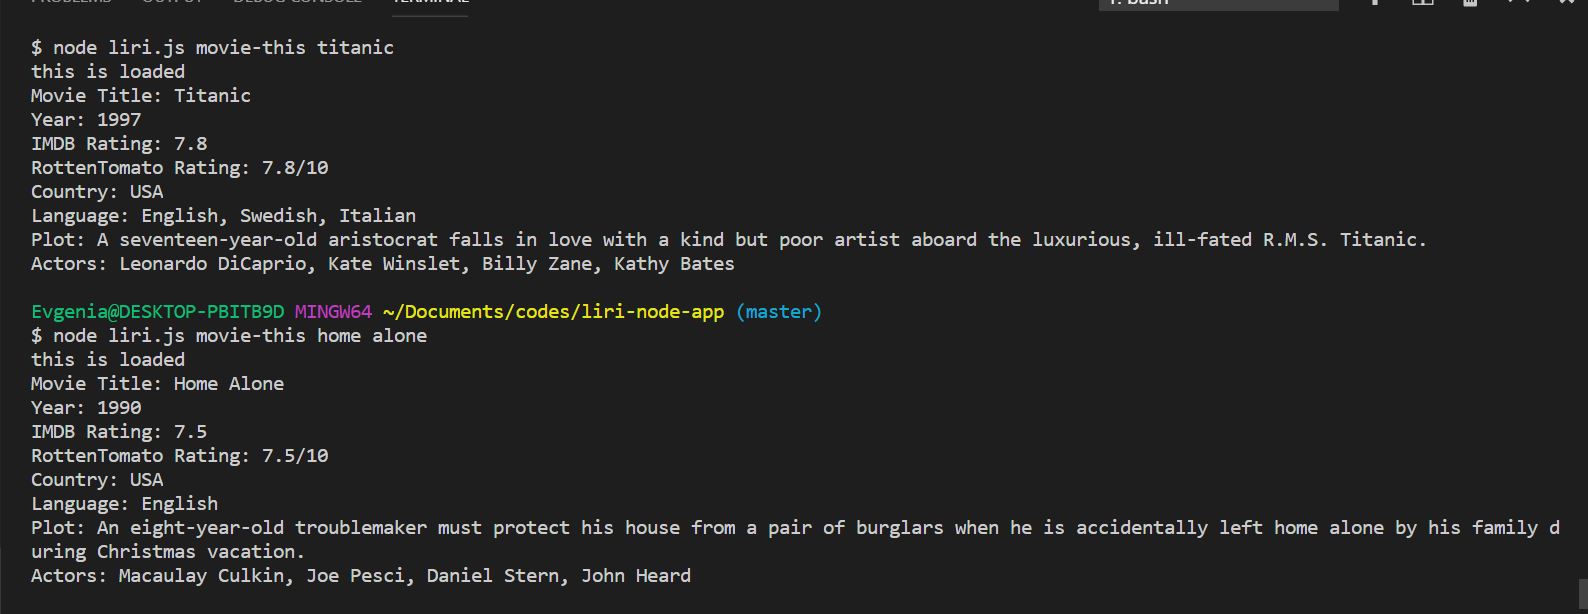 PROBLEMS OUTPUT DEBUG CONSOLE TERMINAL 1: bash
$ node liri.js movie-this titanic
this is loaded
Movie Title: Titanic
Year: 1997
IMDB Rating: 7.8
RottenTomato Rating: 7.8/10
Country: USA
Language: English, Swedish, Italian
Plot: A seventeen-year-old aristocrat falls in love with a kind but poor artist aboard the luxurious, ill-fated R.M.S. Titanic.
Actors: Leonardo DiCaprio, Kate Winslet, Billy Zane, Kathy Bates
Evgenia@DESKTOP-PBITB9D MINGW64 ~/Documents/codes/liri-node-app (master)
$ node liri.js movie-this home alone
this is loaded
Movie Title: Home Alone
Year: 1990
IMDB Rating: 7.5
RottenTomato Rating: 7.5/10
Country: USA
Language: English
Plot: An eight-year-old troublemaker must protect his house from a pair of burglars when he is accidentally left home alone by his family d
uring Christmas vacation.
Actors: Macaulay Culkin, Joe Pesci, Daniel Stern, John Heard